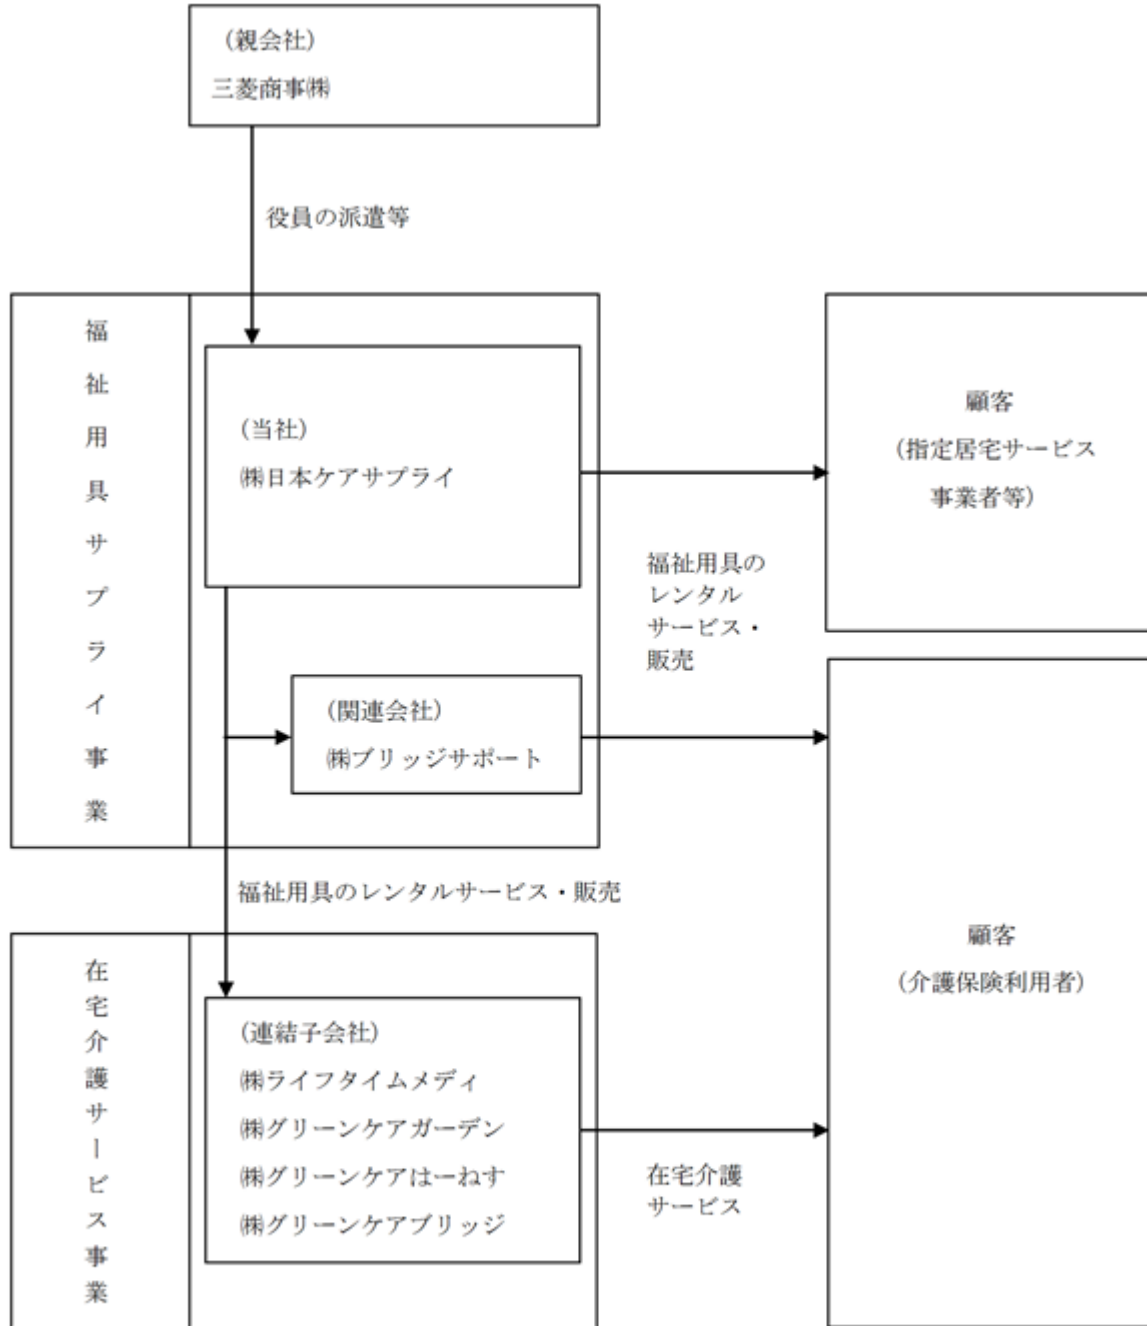 (親会社)
三菱商事㈱
役員の派遣等
福祉用具サプライ事業
(当社)
㈱日本ケアサプライ
顧客
(指定居宅サービス
事業者等)
福祉用具の
レンタル
サービス・
販売
(関連会社)
㈱ブリッジサポート
福祉用具のレンタルサービス・販売
顧客
(介護保険利用者)
在宅介護サービス事業
(連結子会社)
㈱ライフタイムメディ
㈱グリーンケアガーデン
㈱グリーンケアはーねす
㈱グリーンケアブリッジ
在宅介護
サービス